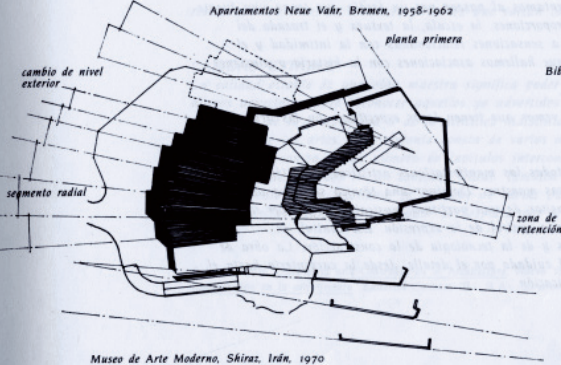 Apartamentos Neue Vahr, Bremen, 1958-1962
planta primera
Bib
cambio de nivel
exterior
segmento radial
zona de
retención
Museo de Arte Moderno, Shiraz, Irán, 1970